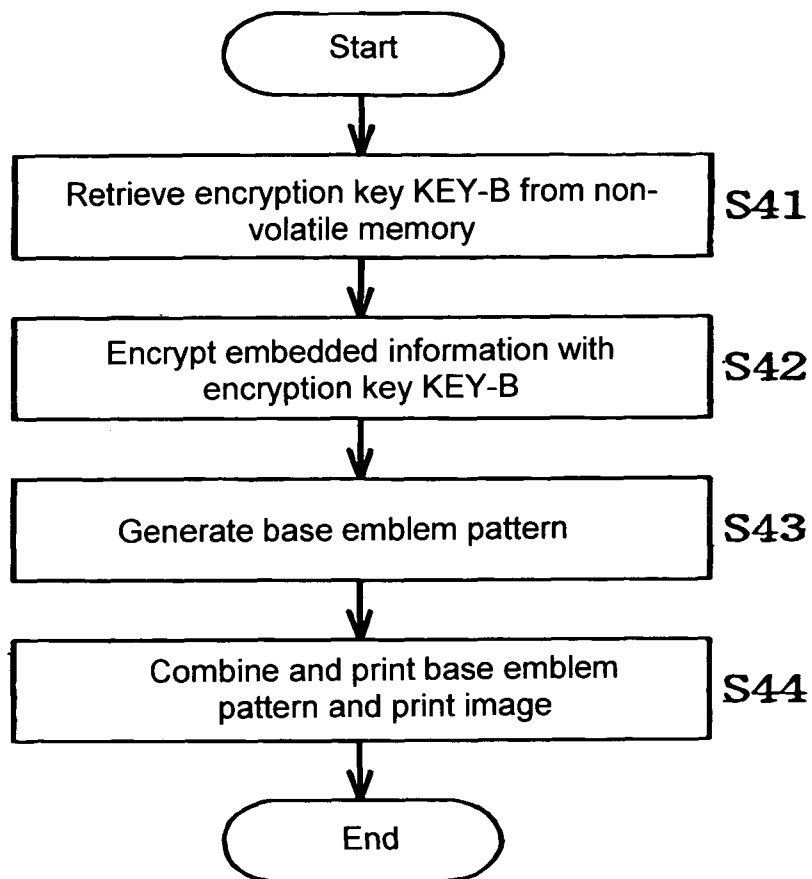 Start
Retrieve encryption key KEY-B from non-
volatile memory
S41
Encrypt embedded information with
encryption key KEY-B
S42
Generate base emblem pattern
S43
Combine and print base emblem
pattern and print image
S44
End